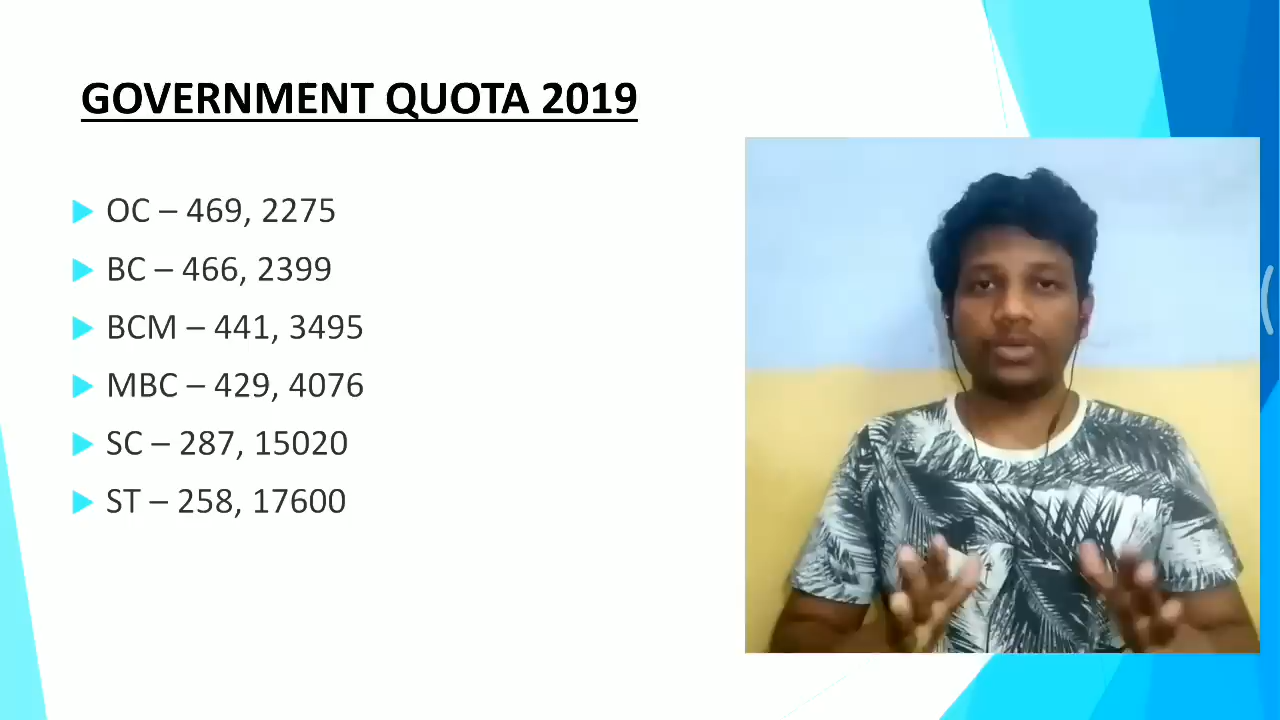 GOVERNMENT QUOTA 2019
OC – 469, 2275
BC – 466, 2399
BCM – 441, 3495
MBC – 429, 4076
SC – 287, 15020
ST – 258, 17600